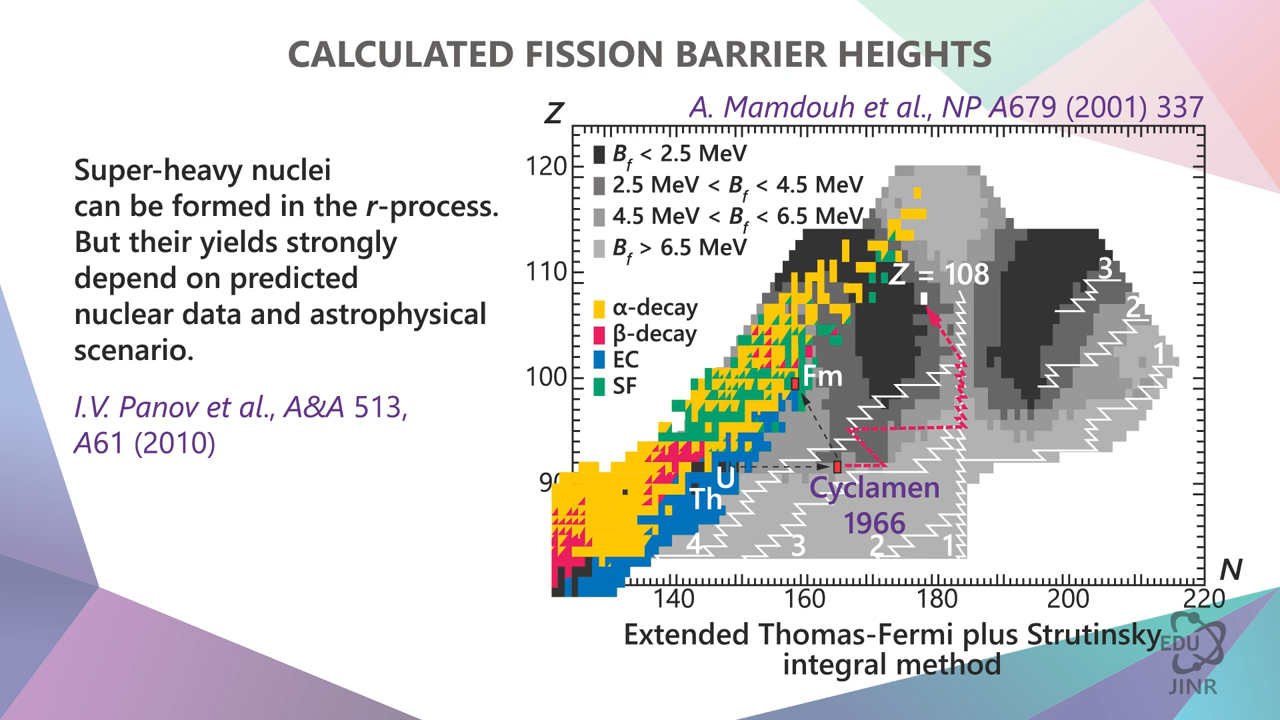 CALCULATED FISSION BARRIER HEIGHTS
Super-heavy nuclei
can be formed in the r-process.
But their yields strongly
depend on predicted
nuclear data and astrophysical
scenario.
I.V. Panov et al., A&A 513,
A61 (2010)
A. Mamdouh et al., NP A679 (2001) 337
Z
120
110
100
90
Bf < 2.5 MeV
2.5 MeV < Bf < 4.5 MeV
4.5 MeV < Bf < 6.5 MeV
Bf > 6.5 MeV
α-decay
β-decay
EC
SF
Z = 108
3
2
1
Fm
U
Th
Cyclamen
1966
4 3 2 1
N
140 160 180 200 220
Extended Thomas-Fermi plus Strutinsky
integral method
EDU
JINR